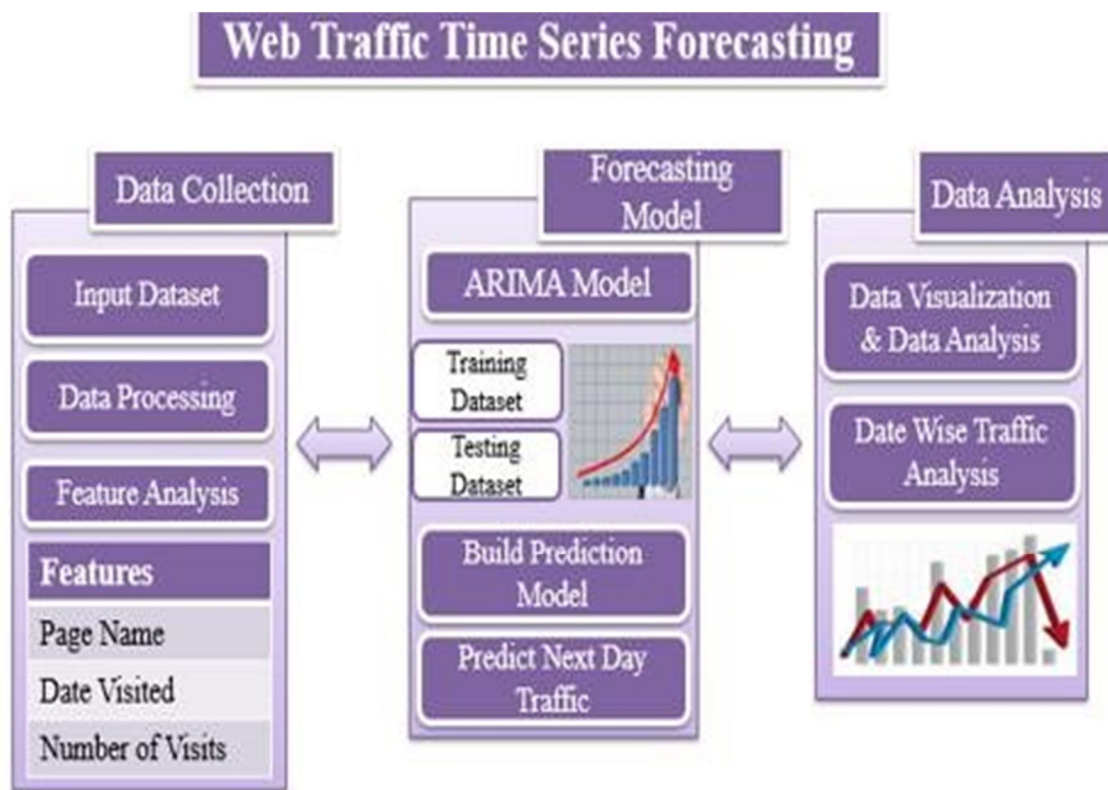 Web Traffic Time Series Forecasting
Data Collection
Input Dataset
Data Processing
Feature Analysis
Features
Page Name
Date Visited
Number of Visits
Forecasting
Model
ARIMA Model
Training
Dataset
Testing
Dataset
Build Prediction
Model
Predict Next Day
Traffic
Data Analysis
Data Visualization
& Data Analysis
Date Wise Traffic
Analysis